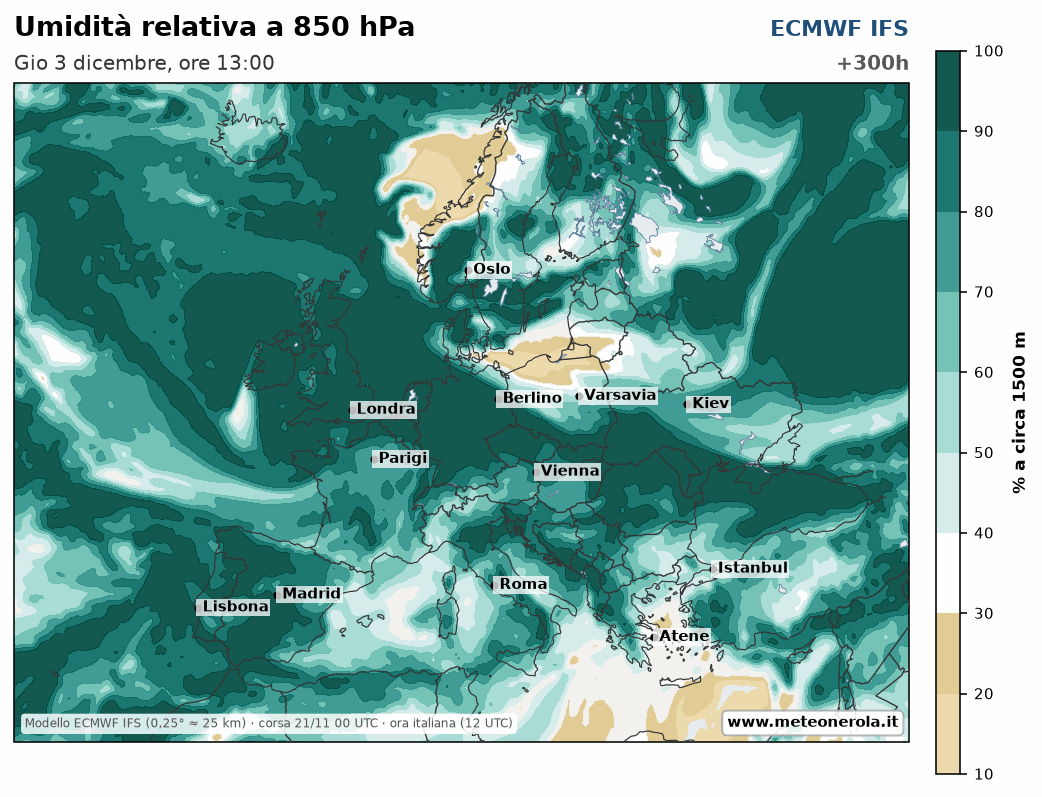 Umidità relativa a 850 hPa
ECMWF IFS
Gio 3 dicembre, ore 13:00
+300h
100
90
80
70
60
50
40
30
20
10
% a circa 1500 m
Oslo
Berlino
Varsavia
Kiev
Londra
Parigi
Vienna
Istanbul
Roma
Madrid
Lisbona
Atene
Modello ECMWF IFS (0,25° ≈ 25 km) · corsa 21/11 00 UTC · ora italiana (12 UTC)
www.meteonerola.it